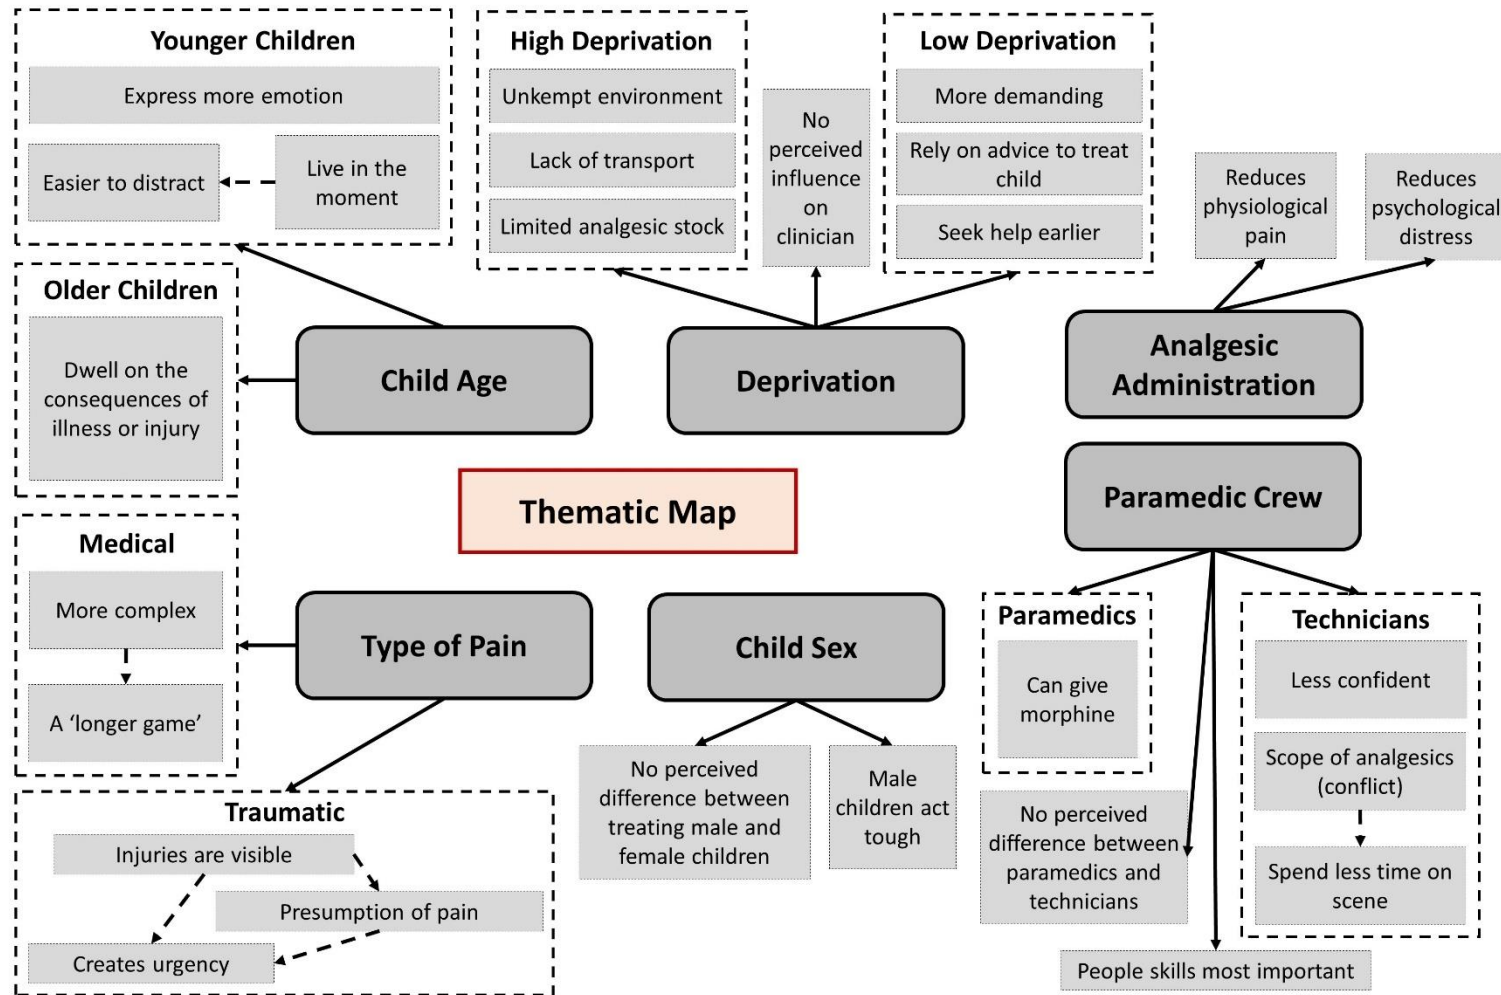 Younger Children
Express more emotion
Easier to distract
Live in the
moment
High Deprivation
Unkempt environment
Lack of transport
Limited analgesic stock
No
perceived
influence
on
clinician
Low Deprivation
More demanding
Rely on advice to treat
child
Seek help earlier
Reduces
physiological
pain
Reduces
psychological
distress
Older Children
Dwell on the
consequences of
illness or injury
Child Age
Deprivation
Analgesic
Administration
Thematic Map
Paramedic Crew
Medical
More complex
A ‘longer game’
Type of Pain
Child Sex
Paramedics
Can give
morphine
Technicians
Less confident
Scope of analgesics
(conflict)
Spend less time on
scene
No perceived
difference between
treating male and
female children
Male
children act
tough
No perceived
difference between
paramedics and
technicians
Traumatic
Injuries are visible
Presumption of pain
Creates urgency
People skills most important